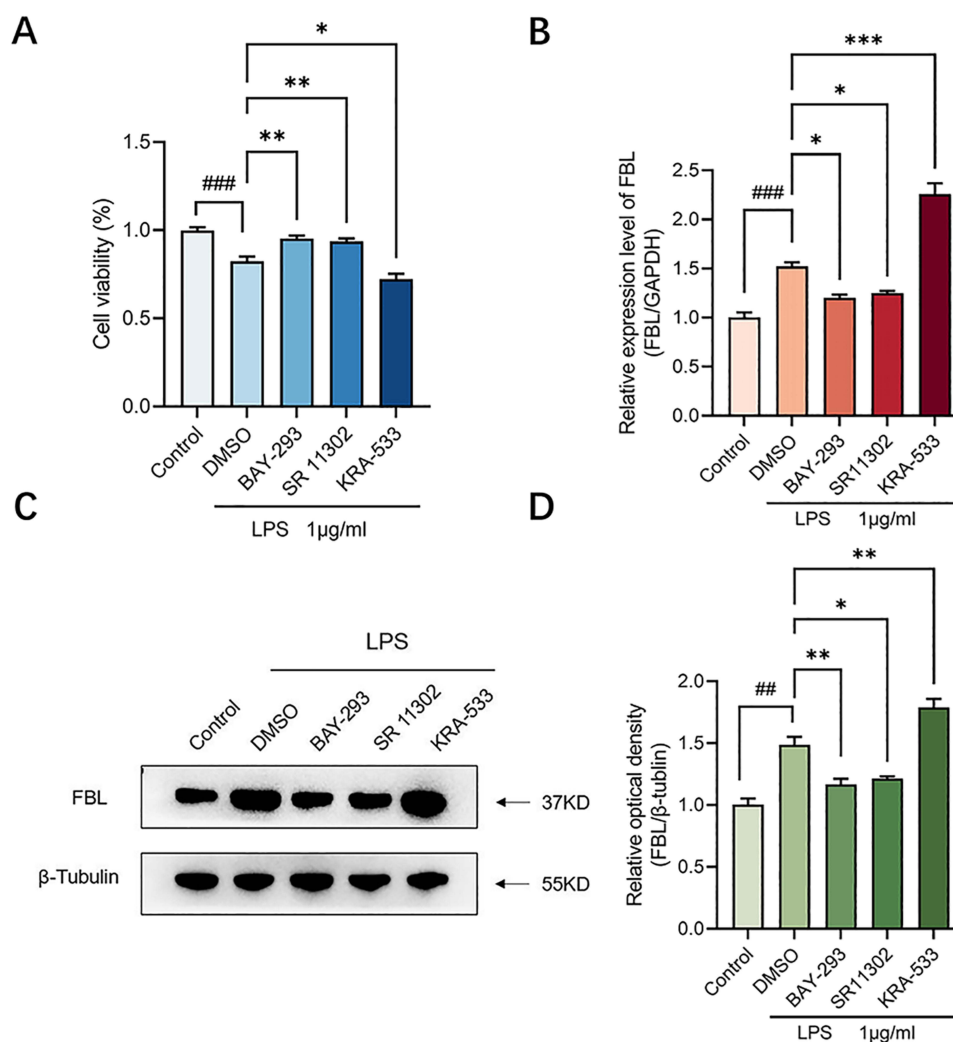 A
*
**
**
###
1.5
1.0
0.5
0.0
Cell viability (%)
Control
DMSO
BAY-293
SR 11302
KRA-533
LPS 1μg/ml
B
***
*
*
###
2.5
2.0
1.5
1.0
0.5
0.0
Relative expression level of FBL
(FBL/GAPDH)
Control
DMSO
BAY-293
SR11302
KRA-533
LPS 1μg/ml
C
LPS
Control
DMSO
BAY-293
SR 11302
KRA-533
FBL
37KD
β-Tubulin
55KD
D
**
*
**
##
2.0
1.5
1.0
0.5
0.0
Relative optical density
(FBL/β-tublin)
Control
DMSO
BAY-293
SR11302
KRA-533
LPS 1μg/ml